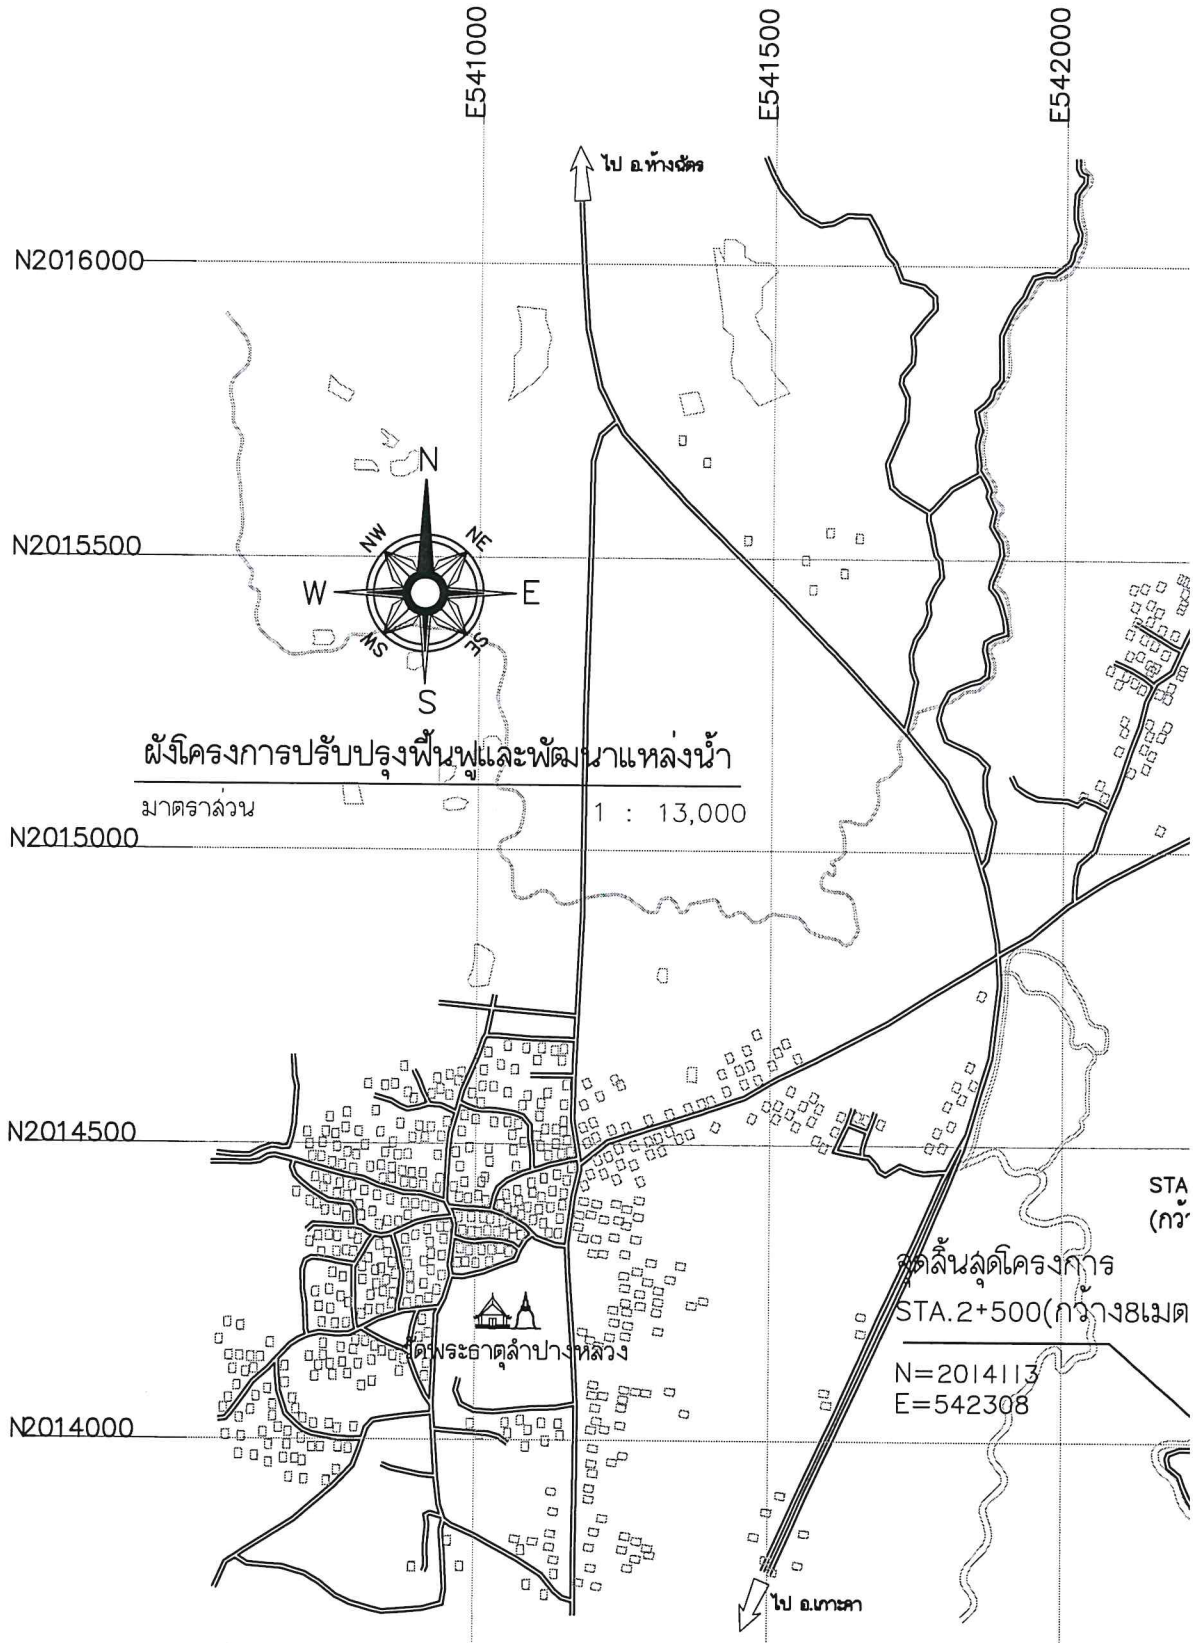 E541000
E541500
E542000
ไป อ.ห้างฉัตร
N2016000
N2015500
N
NW
NE
W
E
SW
SE
S
ผังโครงการปรับปรุงฟื้นฟูและพัฒนาแหล่งน้ำ
มาตราส่วน 1 : 13,000
N2015000
N2014500
STA
(กว้า
จุดสิ้นสุดโครงการ
STA.2+500(กว้าง8เมต
วัดพระธาตุลำปางหลวง
N=2014113
E=542308
N2014000
ไป อ.เกาะคา